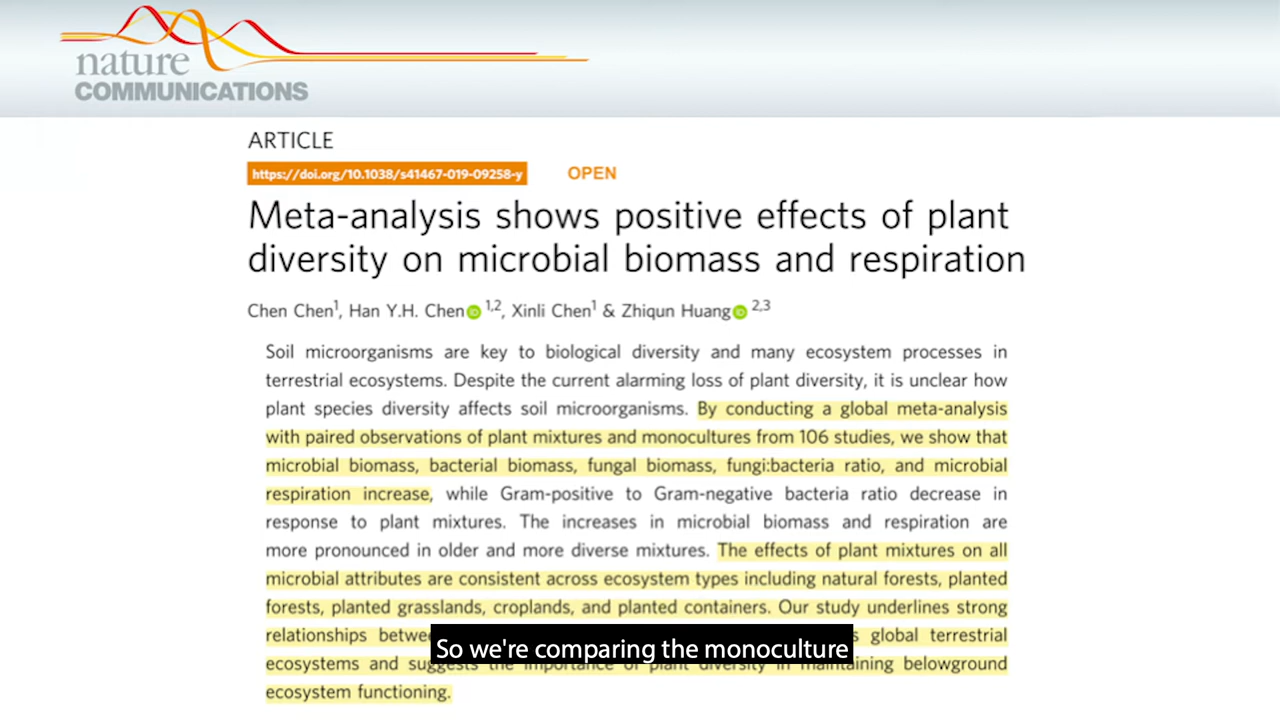 nature
COMMUNICATIONS
ARTICLE
https://doi.org/10.1038/s41467-019-09258-y OPEN
Meta-analysis shows positive effects of plant
diversity on microbial biomass and respiration
Chen Chen1, Han Y.H. Chen 1,2, Xinli Chen1 & Zhiqun Huang 2,3
Soil microorganisms are key to biological diversity and many ecosystem processes in
terrestrial ecosystems. Despite the current alarming loss of plant diversity, it is unclear how
plant species diversity affects soil microorganisms. By conducting a global meta-analysis
with paired observations of plant mixtures and monocultures from 106 studies, we show that
microbial biomass, bacterial biomass, fungal biomass, fungi:bacteria ratio, and microbial
respiration increase, while Gram-positive to Gram-negative bacteria ratio decrease in
response to plant mixtures. The increases in microbial biomass and respiration are
more pronounced in older and more diverse mixtures. The effects of plant mixtures on all
microbial attributes are consistent across ecosystem types including natural forests, planted
forests, planted grasslands, croplands, and planted containers. Our study underlines strong
relationships global terrestrial
So we're comparing the monoculture
ecosystems and suggests the importance of plant diversity in maintaining belowground
ecosystem functioning.